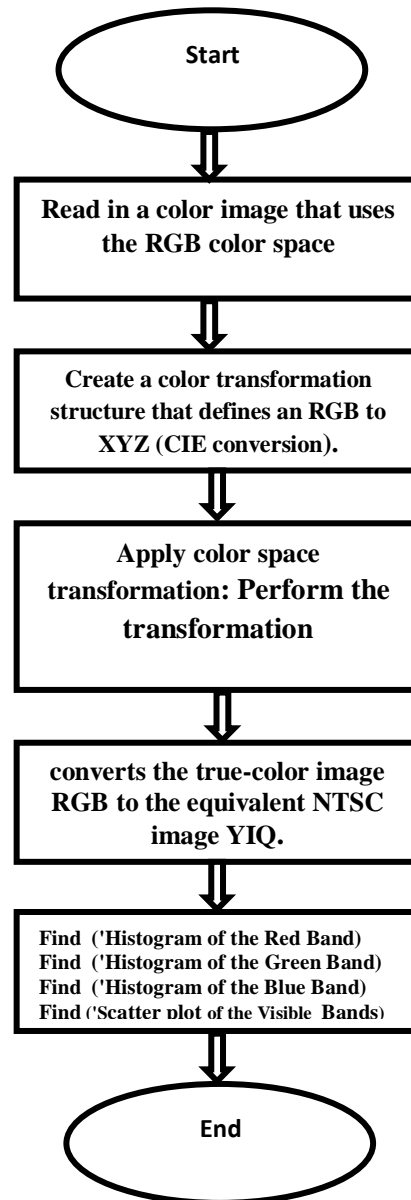 Start
Read in a color image that uses
the RGB color space
Create a color transformation
structure that defines an RGB to
XYZ (CIE conversion).
Apply color space
transformation: Perform the
transformation
converts the true-color image
RGB to the equivalent NTSC
image YIQ.
Find ('Histogram of the Red Band)
Find ('Histogram of the Green Band)
Find ('Histogram of the Blue Band)
Find ('Scatter plot of the Visible Bands)
End